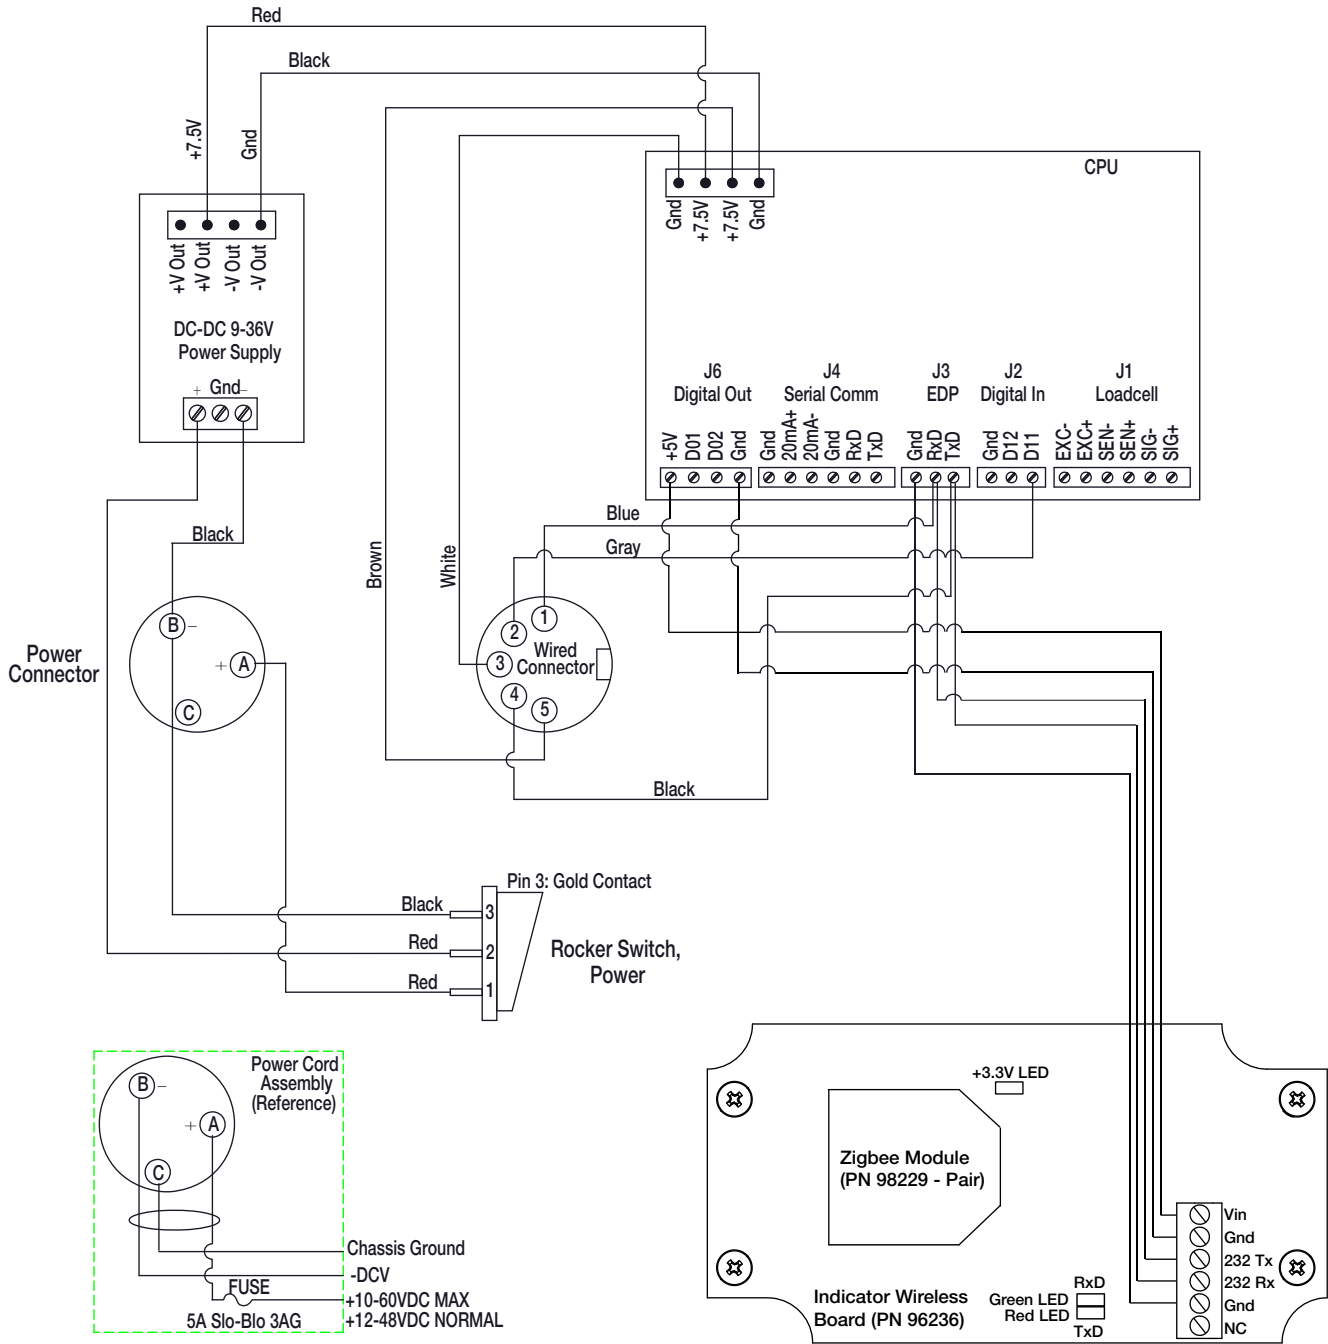 Red
Black
+7.5V
Gnd
CPU
Gnd
+7.5V
+7.5V
Gnd
+V Out
+V Out
-V Out
-V Out
DC-DC 9-36V
Power Supply
+ Gnd -
J6
Digital Out
J4
Serial Comm
J3
EDP
J2
Digital In
J1
Loadcell
+5V
D01
D02
Gnd
Gnd
20mA+
20mA-
Gnd
RxD
TxD
Gnd
RxD
TxD
Gnd
D12
D11
EXC-
EXC+
SEN-
SEN+
SIG-
SIG+
Black
Brown
White
Blue
Gray
Power
Connector
B -
+ A
C
1
2
3
4
5
Wired
Connector
Black
Pin 3: Gold Contact
Black
3
Red
2
Red
1
Rocker Switch,
Power
Power Cord
Assembly
(Reference)
B -
+ A
C
Chassis Ground
-DCV
FUSE
+10-60VDC MAX
5A Slo-Blo 3AG
+12-48VDC NORMAL
+3.3V LED
Zigbee Module
(PN 98229 - Pair)
Indicator Wireless
Board (PN 96236)
RxD
Green LED
Red LED
TxD
Vin
Gnd
232 Tx
232 Rx
Gnd
NC